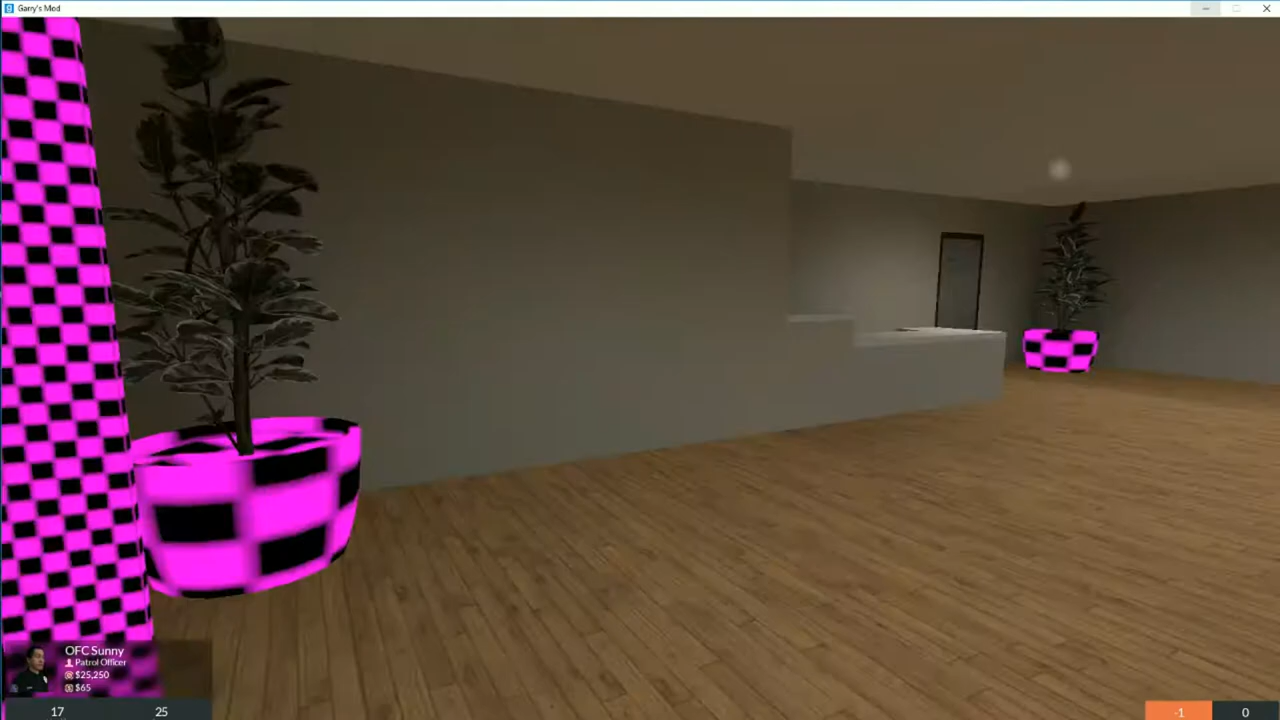 Garry's Mod
OFC Sunny
Patrol Officer
$25,250
$65
17 25
-1 0